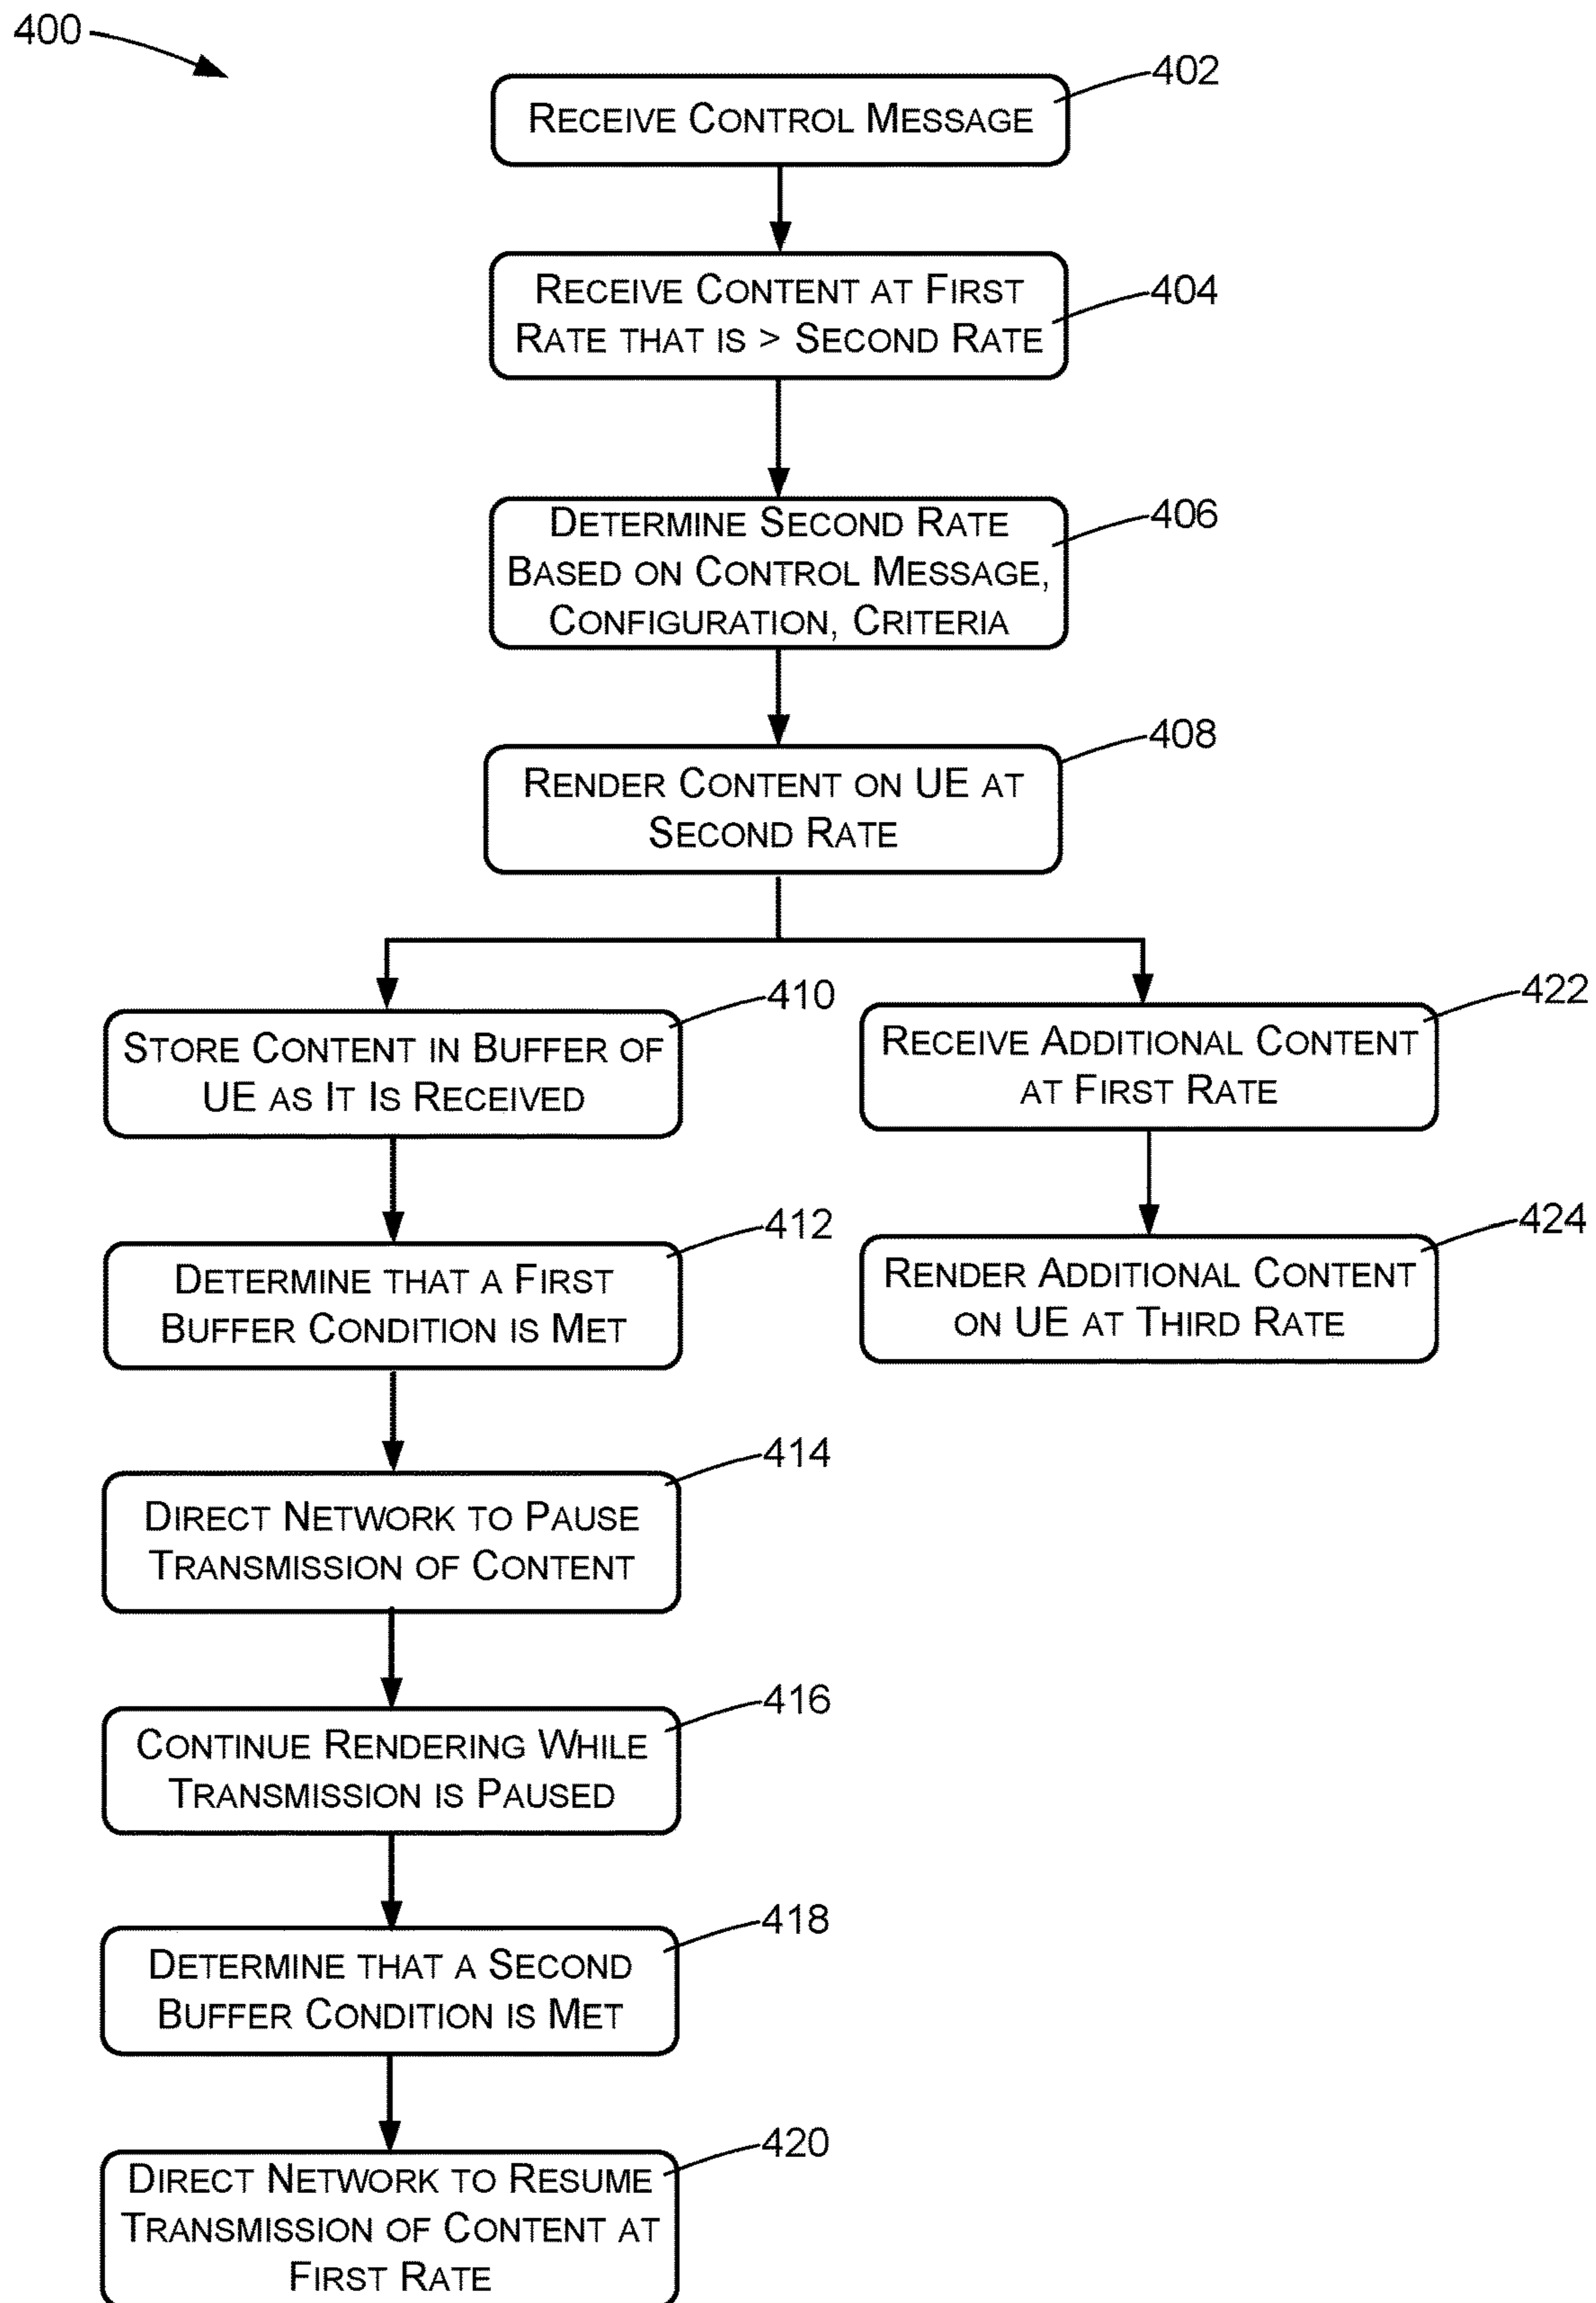 400
RECEIVE CONTROL MESSAGE
402
RECEIVE CONTENT AT FIRST
RATE THAT IS > SECOND RATE
404
DETERMINE SECOND RATE
BASED ON CONTROL MESSAGE,
CONFIGURATION, CRITERIA
406
RENDER CONTENT ON UE AT
SECOND RATE
408
STORE CONTENT IN BUFFER OF
UE AS IT IS RECEIVED
410
DETERMINE THAT A FIRST
BUFFER CONDITION IS MET
412
DIRECT NETWORK TO PAUSE
TRANSMISSION OF CONTENT
414
CONTINUE RENDERING WHILE
TRANSMISSION IS PAUSED
416
DETERMINE THAT A SECOND
BUFFER CONDITION IS MET
418
DIRECT NETWORK TO RESUME
TRANSMISSION OF CONTENT AT
FIRST RATE
420
RECEIVE ADDITIONAL CONTENT
AT FIRST RATE
422
RENDER ADDITIONAL CONTENT
ON UE AT THIRD RATE
424